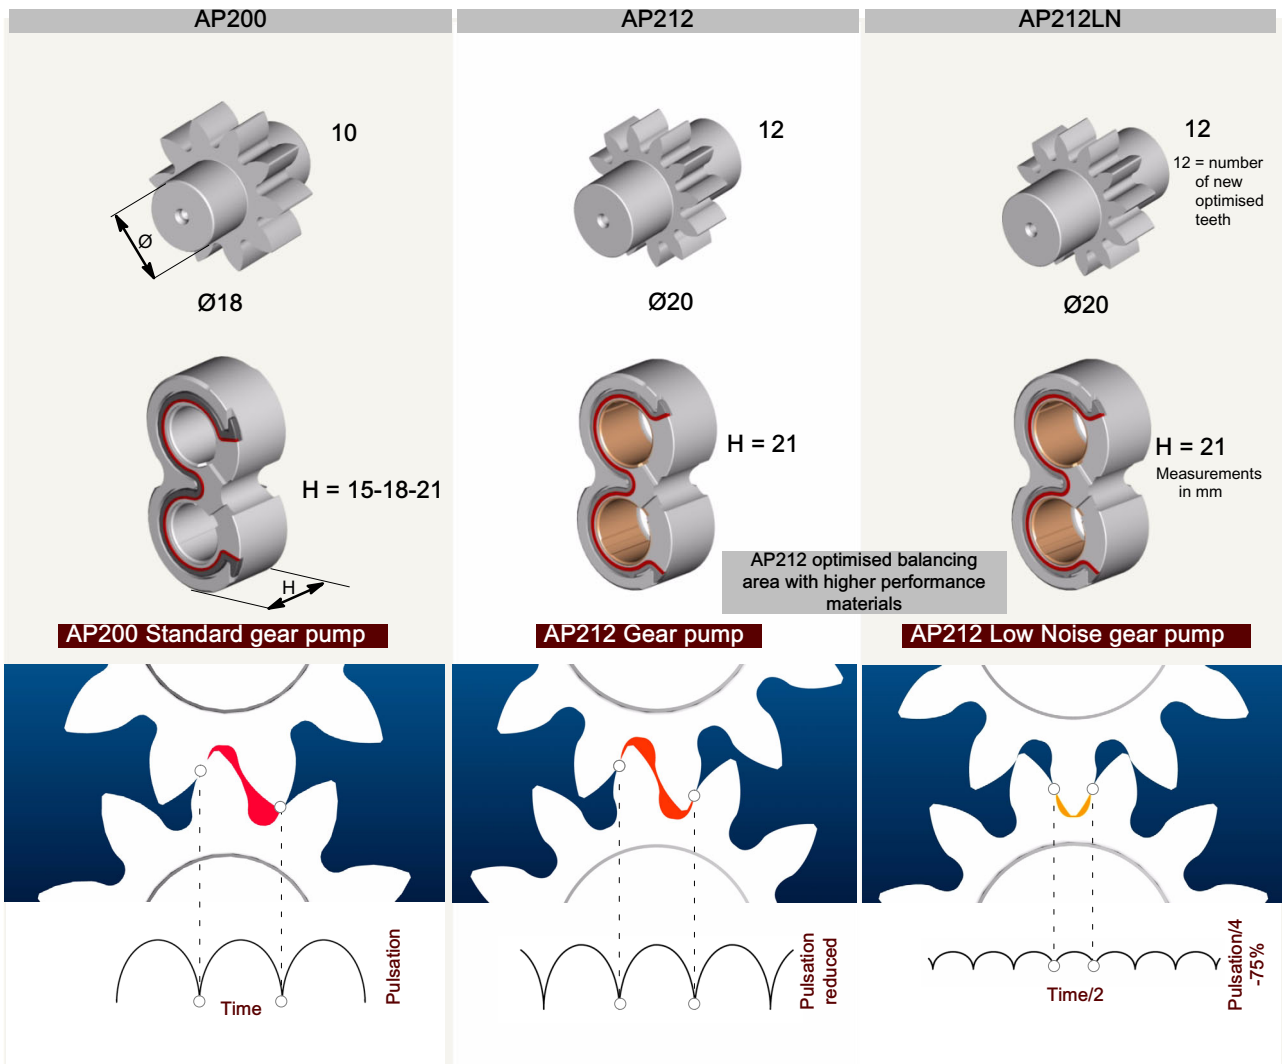 AP200
AP212
AP212LN
10
12
12
12 = number
of new
optimised
teeth
Ø
Ø18
Ø20
Ø20
H = 15-18-21
H = 21
H = 21
Measurements
in mm
H
AP212 optimised balancing
area with higher performance
materials
AP200 Standard gear pump
AP212 Gear pump
AP212 Low Noise gear pump
Pulsation
Time
Pulsation
reduced
Time/2
Pulsation/4
-75%